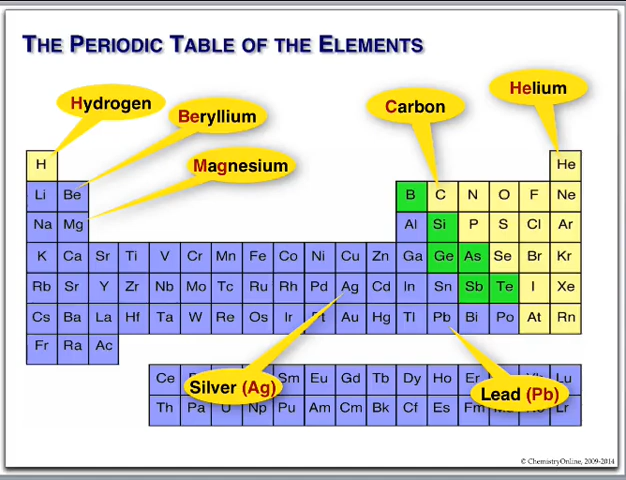 THE PERIODIC TABLE OF THE ELEMENTS
Helium
Hydrogen
Carbon
Beryllium
Magnesium
H He
Li Be B C N O F Ne
Na Mg Al Si P S Cl Ar
K Ca Sr Ti V Cr Mn Fe Co Ni Cu Zn Ga Ge As Se Br Kr
Rb Sr Y Zr Nb Mo Tc Ru Rh Pd Ag Cd In Sn Sb Te I Xe
Cs Ba La Hf Ta W Re Os Ir Pt Au Hg Tl Pb Bi Po At Rn
Fr Ra Ac
Ce Sm Eu Gd Tb Dy Ho Er Lu
Silver (Ag)
Lead (Pb)
Th Pa U Np Pu Am Cm Bk Cf Es Fm Lr
© ChemistryOnline, 2009-2014